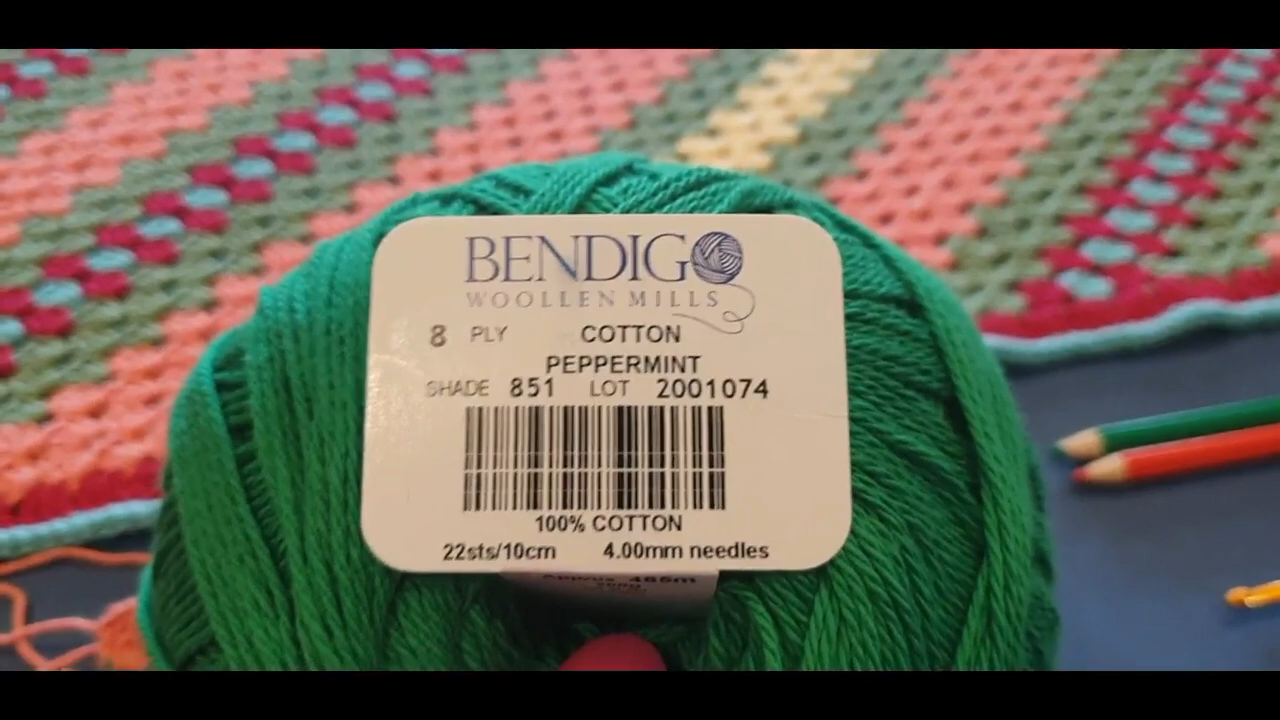 BENDIGO
WOOLLEN MILLS
8 PLY COTTON
PEPPERMINT
SHADE 851 LOT 2001074
100% COTTON
22sts/10cm 4.00mm needles